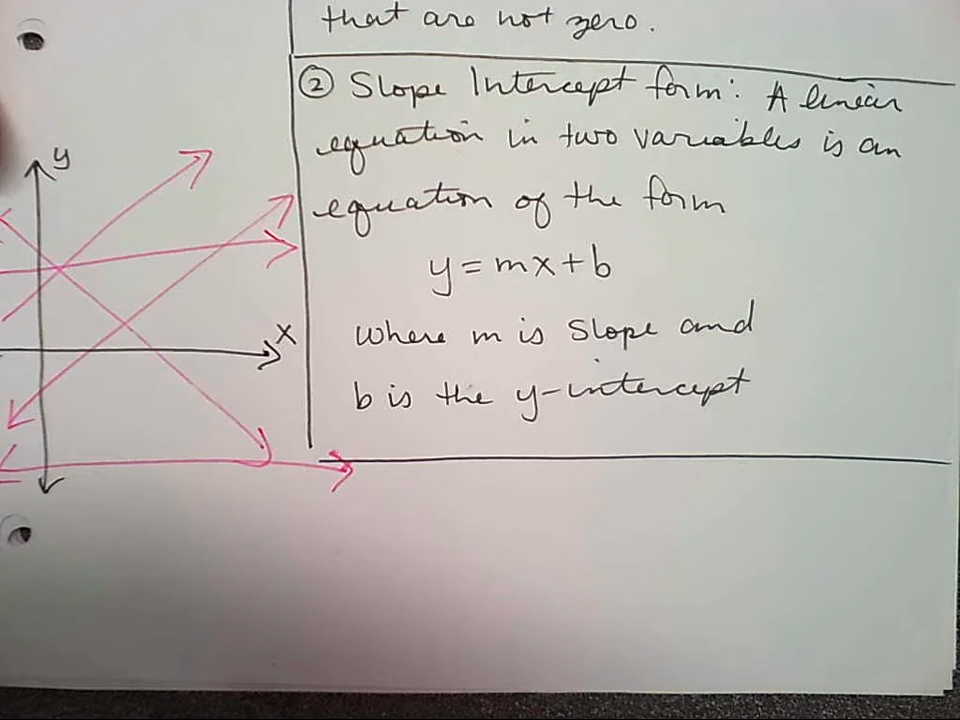 that are not zero.
② Slope Intercept form: A linear
equation in two variables is an
equation of the form
y = mx + b
where m is slope and
b is the y-intercept
y
x